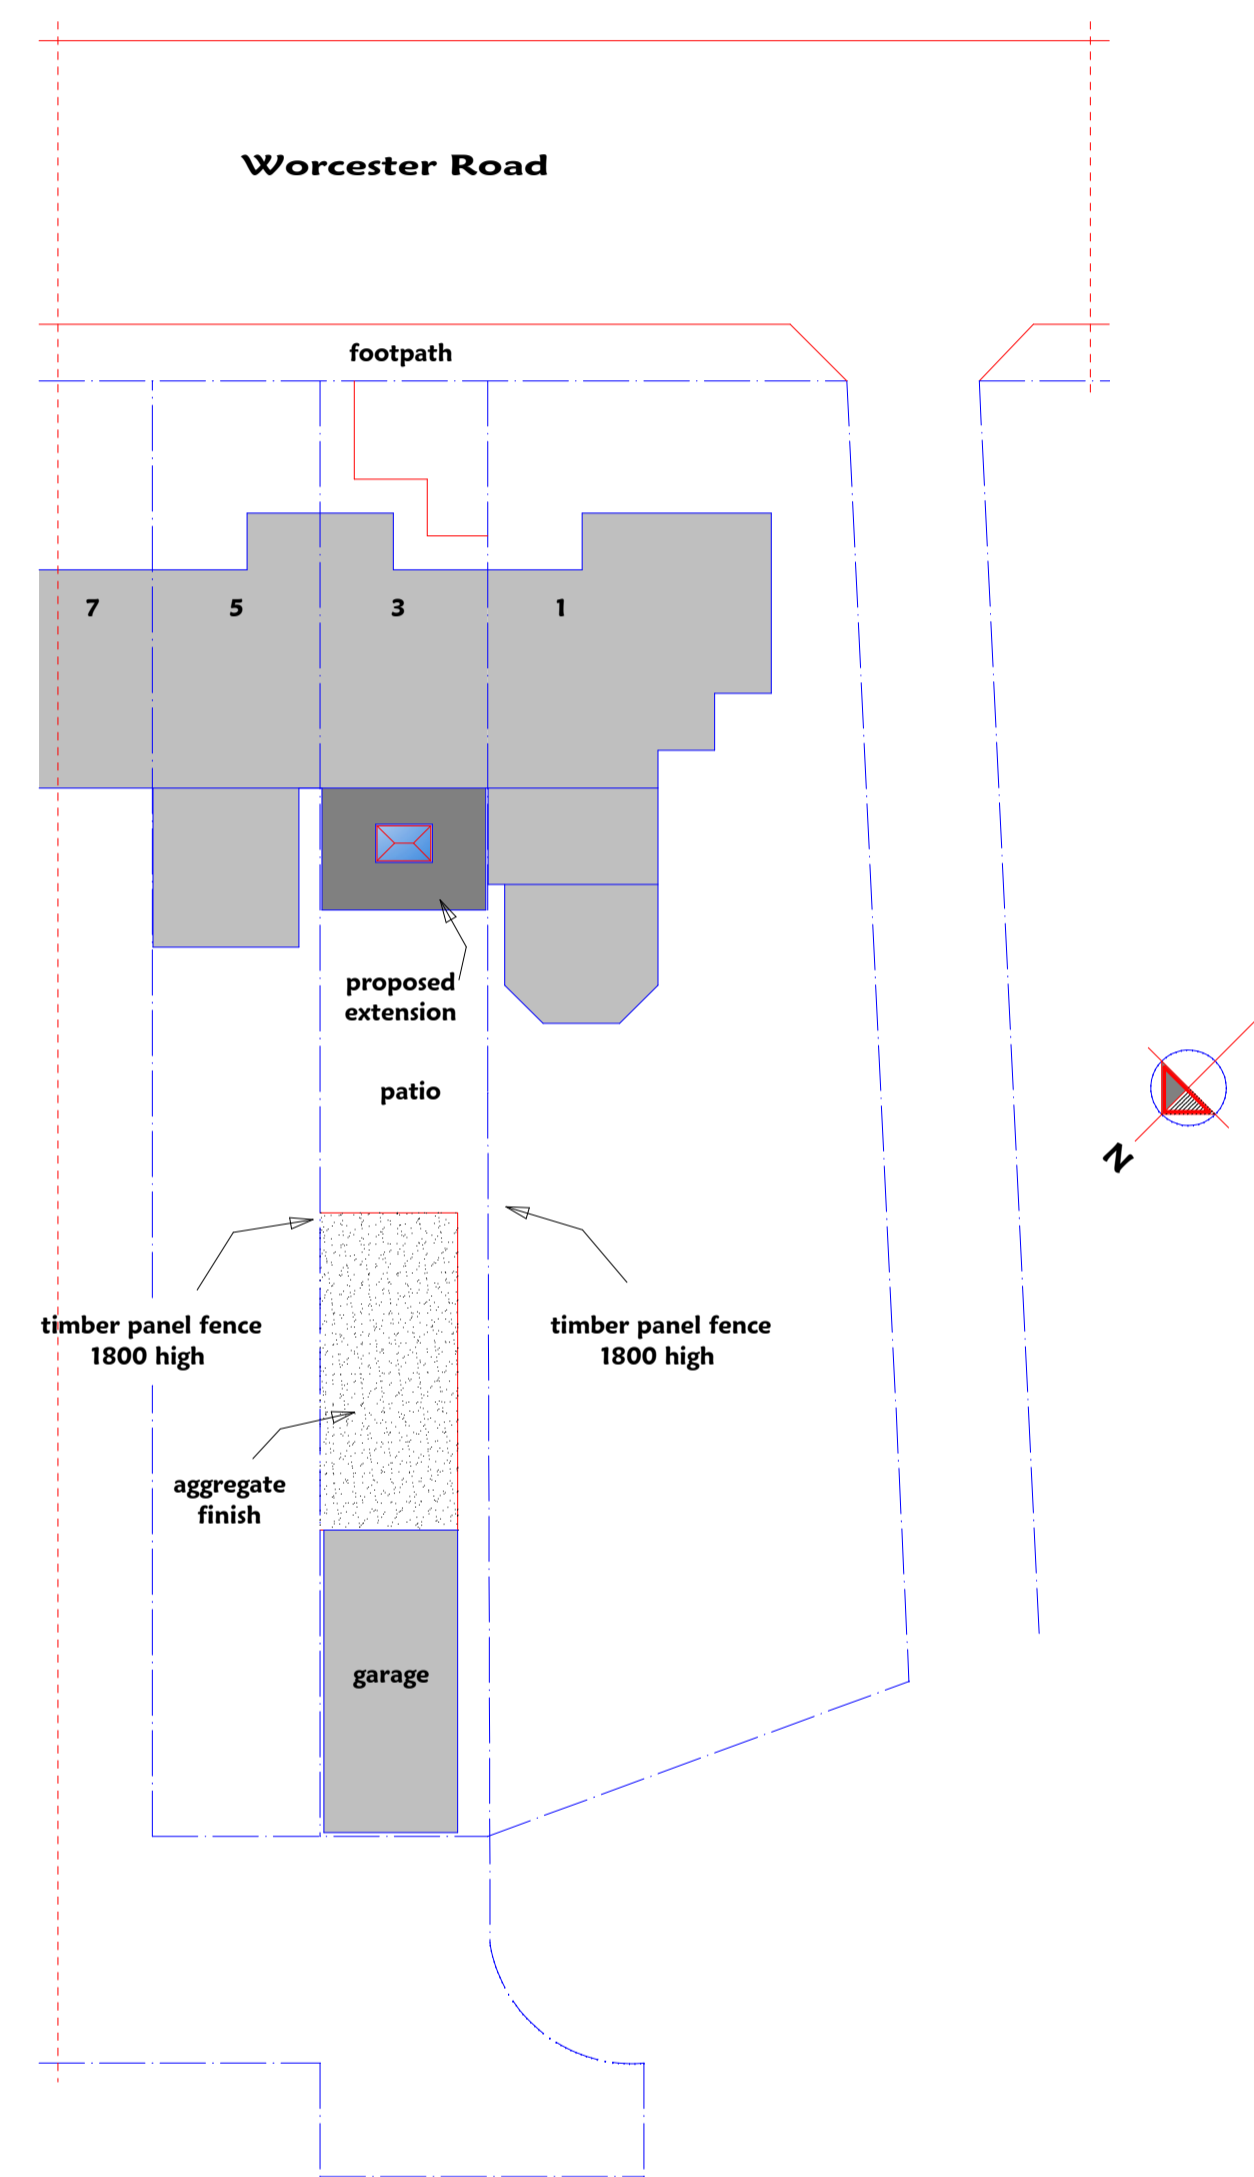 Worcester Road
footpath
7
5
3
1
proposed
extension
patio
timber panel fence
1800 high
timber panel fence
1800 high
aggregate
finish
garage
N